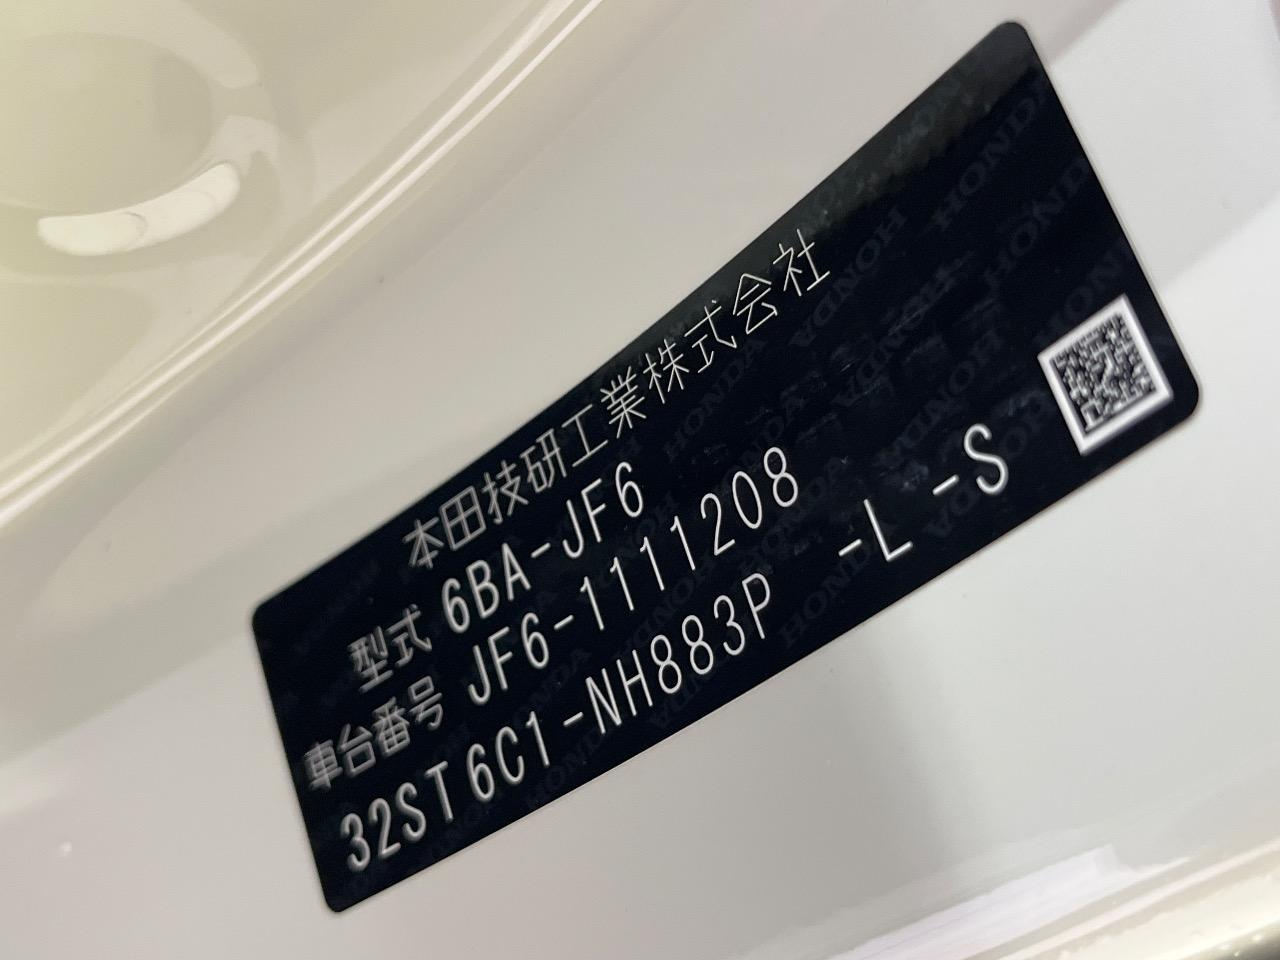 本田技研工業株式会社
型式 6BA-JF6
車台番号 JF6-1111208
32ST6C1-NH883P -L -S